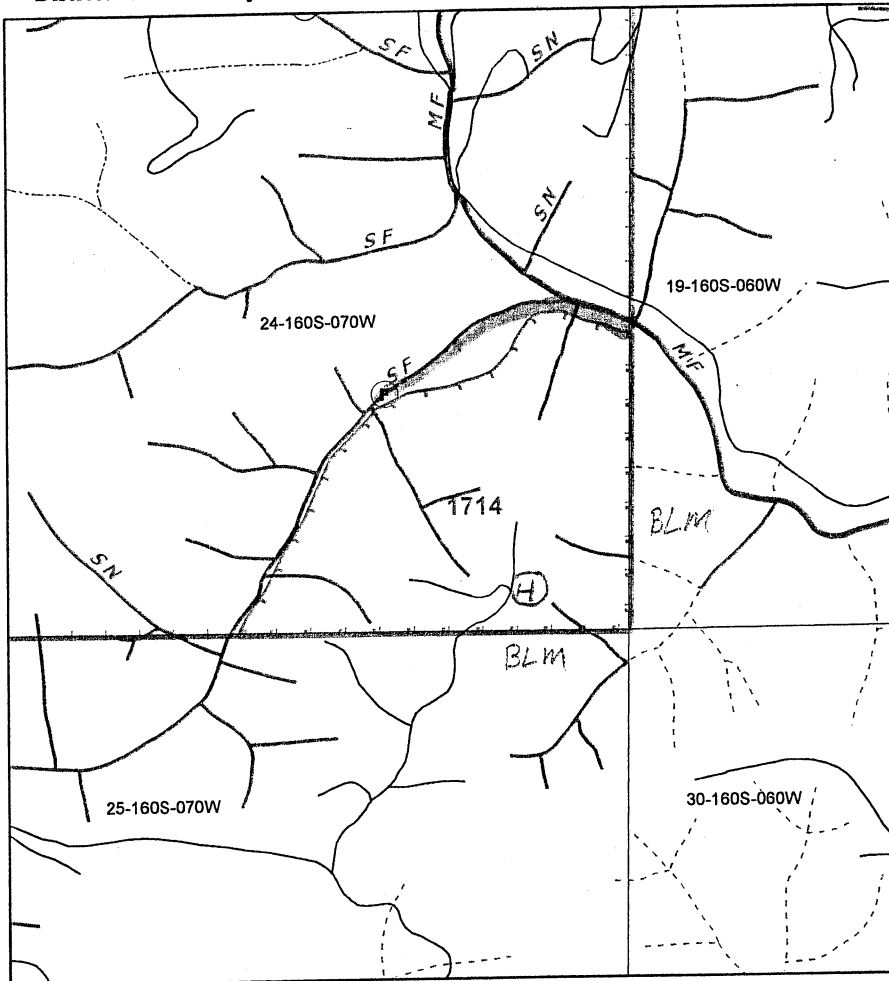 SF
SN
MF
SN
SF
19-160S-060W
24-160S-070W
MF
SF
1714
BLM
SN
H
BLM
25-160S-070W
30-160S-060W